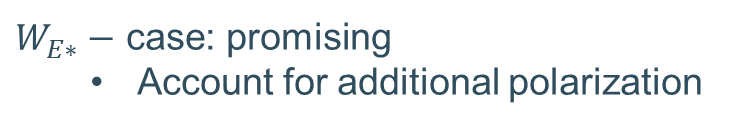 W_{E*} – case: promising
• Account for additional polarization